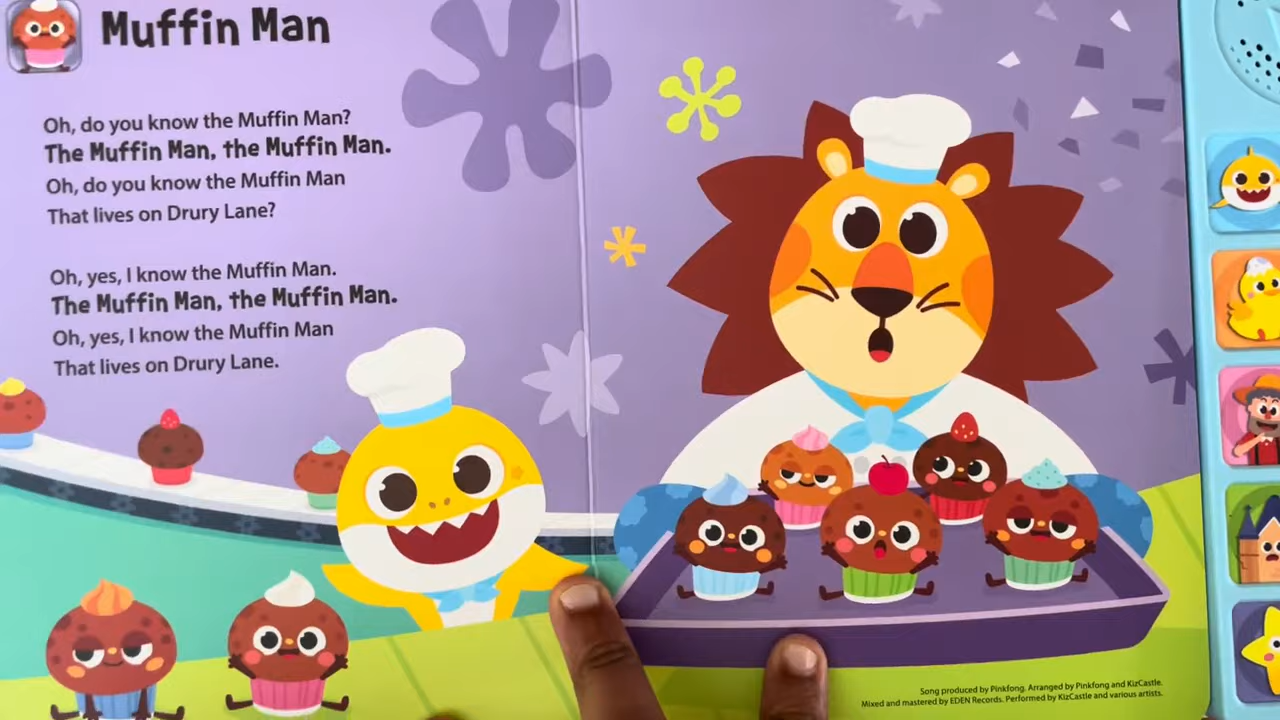 Muffin Man
Oh, do you know the Muffin Man?
The Muffin Man, the Muffin Man.
Oh, do you know the Muffin Man
That lives on Drury Lane?
Oh, yes, I know the Muffin Man.
The Muffin Man, the Muffin Man.
Oh, yes, I know the Muffin Man
That lives on Drury Lane.
Song produced by Pinkfong. Arranged by Pinkfong and KizCastle.
Mixed and mastered by EDEN Records. Performed by KizCastle and various artists.